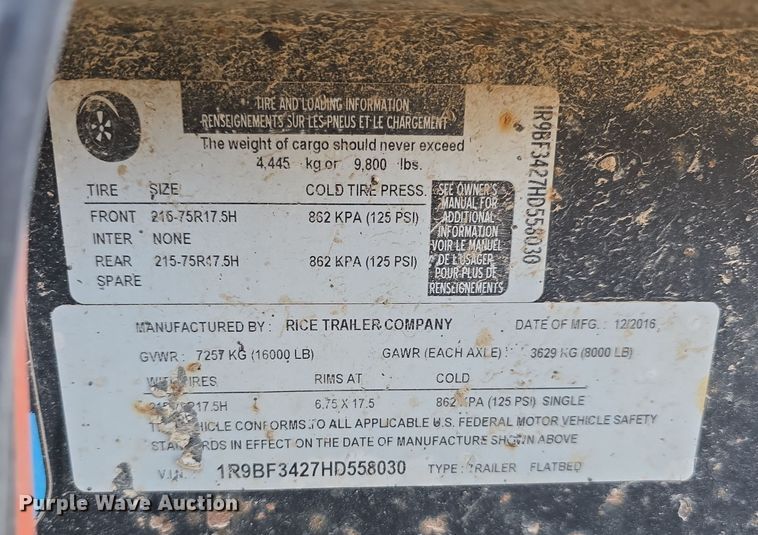 TIRE AND LOADING INFORMATION
RENSEIGNEMENTS SUR LES PNEUS ET LE CHARGEMENT
The weight of cargo should never exceed
4,445 kg or 9,800 lbs.
TIRE SIZE COLD TIRE PRESS.
FRONT 215-75R17.5H 862 KPA (125 PSI)
INTER NONE
REAR 215-75R17.5H 862 KPA (125 PSI)
SPARE
SEE OWNER'S
MANUAL FOR
ADDITIONAL
INFORMATION
VOIR LE MANUEL
DE L'USAGER
POUR PLUS DE
RENSEIGNEMENTS
1R9BF3427HD558030
MANUFACTURED BY: RICE TRAILER COMPANY DATE OF MFG.: 12/2016
GVWR: 7257 KG (16000 LB) GAWR (EACH AXLE): 3629 KG (8000 LB)
WITH TIRES RIMS AT COLD
R17.5H 6.75 X 17.5 862 KPA (125 PSI) SINGLE
THIS VEHICLE CONFORMS TO ALL APPLICABLE U.S. FEDERAL MOTOR VEHICLE SAFETY
STANDARDS IN EFFECT ON THE DATE OF MANUFACTURE SHOWN ABOVE
V.I.N. 1R9BF3427HD558030 TYPE: TRAILER FLATBED
Purple Wave Auction